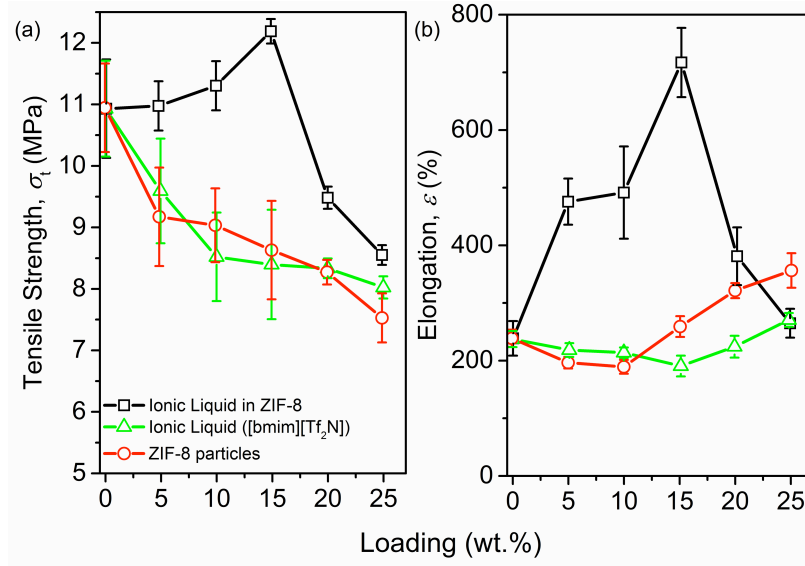 (a)
12
11
10
9
8
7
6
5
Tensile Strength, σt (MPa)
Ionic Liquid in ZIF-8
Ionic Liquid ([bmim][Tf2N])
ZIF-8 particles
0 5 10 15 20 25
(b)
800
600
400
200
0
Elongation, ε (%)
0 5 10 15 20 25
Loading (wt.%)